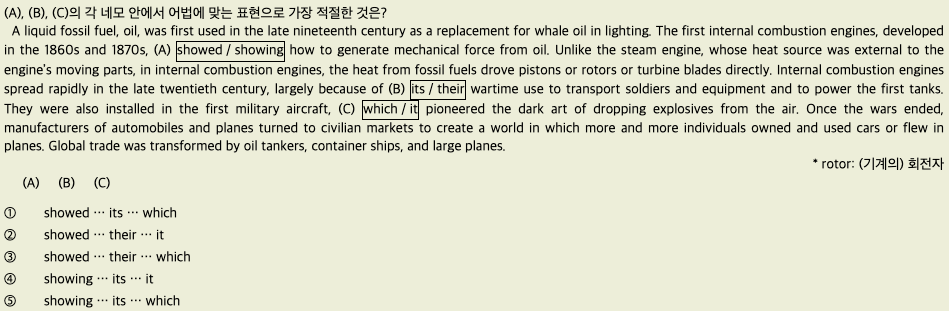 (A), (B), (C)의 각 네모 안에서 어법에 맞는 표현으로 가장 적절한 것은?
A liquid fossil fuel, oil, was first used in the late nineteenth century as a replacement for whale oil in lighting. The first internal combustion engines, developed
in the 1860s and 1870s, (A) showed / showing how to generate mechanical force from oil. Unlike the steam engine, whose heat source was external to the
engine's moving parts, in internal combustion engines, the heat from fossil fuels drove pistons or rotors or turbine blades directly. Internal combustion engines
spread rapidly in the late twentieth century, largely because of (B) its / their wartime use to transport soldiers and equipment and to power the first tanks.
They were also installed in the first military aircraft, (C) which / it pioneered the dark art of dropping explosives from the air. Once the wars ended,
manufacturers of automobiles and planes turned to civilian markets to create a world in which more and more individuals owned and used cars or flew in
planes. Global trade was transformed by oil tankers, container ships, and large planes.
* rotor: (기계의) 회전자
(A) (B) (C)
① showed ··· its ··· which
② showed ··· their ··· it
③ showed ··· their ··· which
④ showing ··· its ··· it
⑤ showing ··· its ··· which